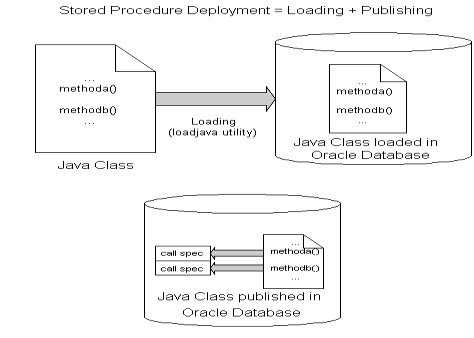 Stored Procedure Deployment = Loading + Publishing
...
methoda()
methodb()
...
Java Class
Loading
(loadjava utility)
...
methoda()
methodb()
...
Java Class loaded in
Oracle Database
call spec
call spec
...
methoda()
methodb()
...
Java Class published in
Oracle Database